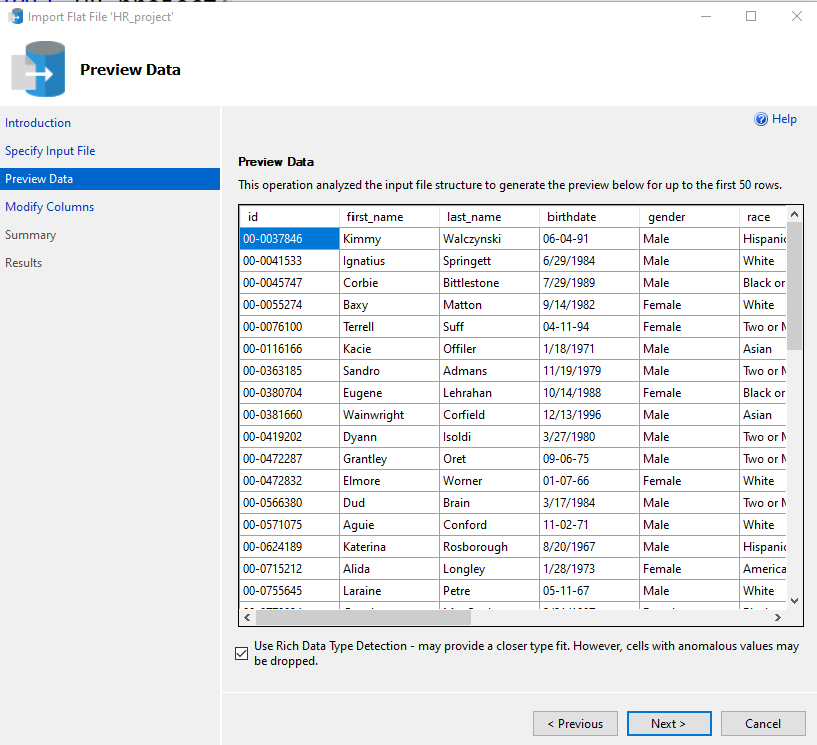 Import Flat File 'HR_project'
Preview Data
Introduction
Specify Input File
Preview Data
Modify Columns
Summary
Results
Help
Preview Data
This operation analyzed the input file structure to generate the preview below for up to the first 50 rows.
id first_name last_name birthdate gender race
00-0037846 Kimmy Walczynski 06-04-91 Male Hispanic
00-0041533 Ignatius Springett 6/29/1984 Male White
00-0045747 Corbie Bittlestone 7/29/1989 Male Black or
00-0055274 Baxy Matton 9/14/1982 Female White
00-0076100 Terrell Suff 04-11-94 Female Two or M
00-0116166 Kacie Offiler 1/18/1971 Male Asian
00-0363185 Sandro Admans 11/19/1979 Male Two or M
00-0380704 Eugene Lehrahan 10/14/1988 Female Black or
00-0381660 Wainwright Corfield 12/13/1996 Male Asian
00-0419202 Dyann Isoldi 3/27/1980 Male Two or M
00-0472287 Grantley Oret 09-06-75 Male Two or M
00-0472832 Elmore Worner 01-07-66 Female White
00-0566380 Dud Brain 3/17/1984 Male Two or M
00-0571075 Aguie Conford 11-02-71 Male White
00-0624189 Katerina Rosborough 8/20/1967 Male Hispanic
00-0715212 Alida Longley 1/28/1973 Female America
00-0755645 Laraine Petre 05-11-67 Male White
Use Rich Data Type Detection - may provide a closer type fit. However, cells with anomalous values may
be dropped.
< Previous
Next >
Cancel